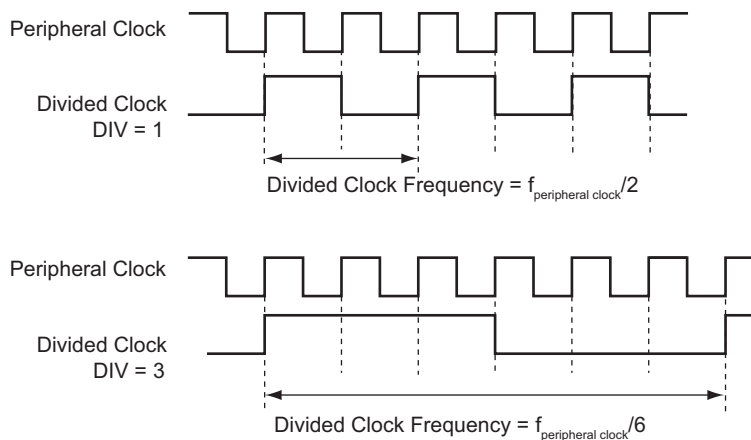 Peripheral Clock
Divided Clock
DIV = 1
Divided Clock Frequency = fperipheral clock/2
Peripheral Clock
Divided Clock
DIV = 3
Divided Clock Frequency = fperipheral clock/6